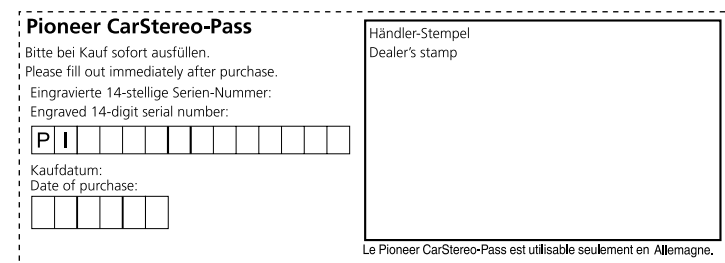 Pioneer CarStereo-Pass
Bitte bei Kauf sofort ausfüllen.
Please fill out immediately after purchase.
Eingravierte 14-stellige Serien-Nummer:
Engraved 14-digit serial number:
P I
Kaufdatum:
Date of purchase:
Händler-Stempel
Dealer's stamp
Le Pioneer CarStereo-Pass est utilisable seulement en Allemagne.